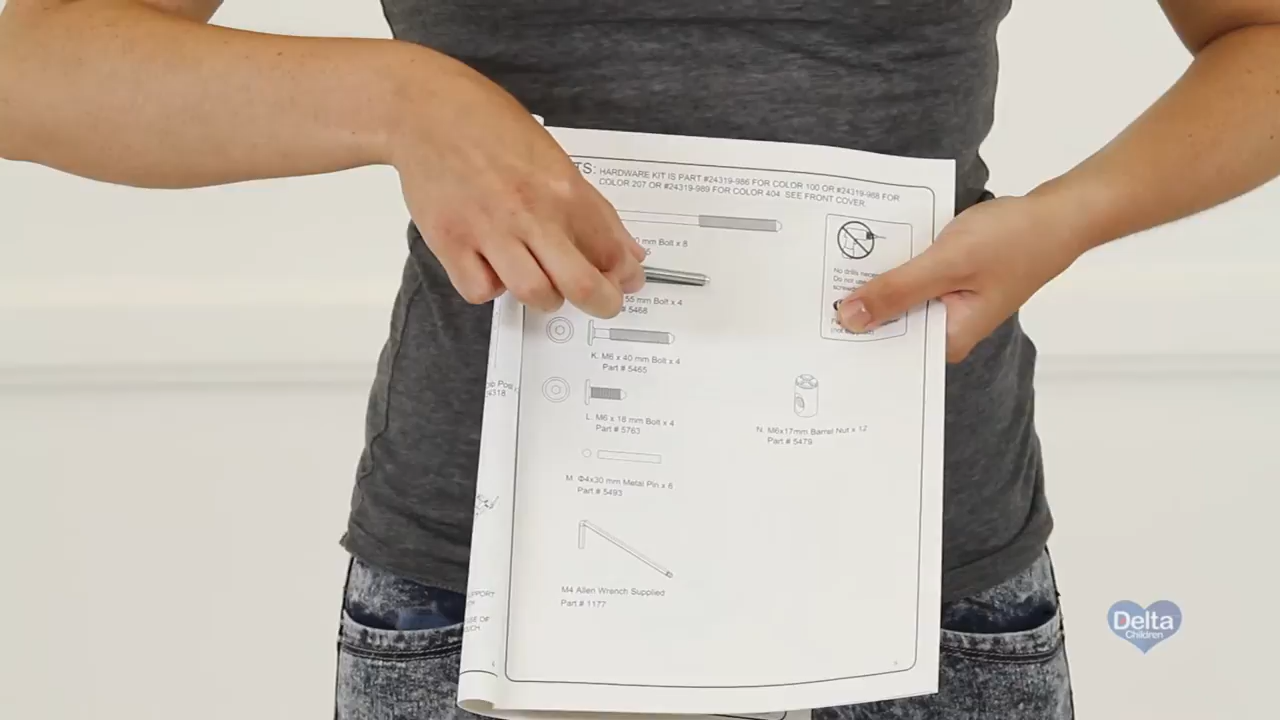 TS: HARDWARE KIT IS PART #24319-986 FOR COLOR 100 OR #24319-988 FOR
COLOR 207 OR #24319-989 FOR COLOR 404. SEE FRONT COVER
mm Bolt x 8
No drills
Do not use
55 mm Bolt x 4
# 5468
K. M6 x 40 mm Bolt x 4
Part # 5465
L. M6 x 18 mm Bolt x 4
Part # 5763
N. M6x17mm Barrel Nut x 12
Part # 5479
M. Φ4x30 mm Metal Pin x 6
Part # 5493
M4 Allen Wrench Supplied
Part # 1177
24318
Delta
Children